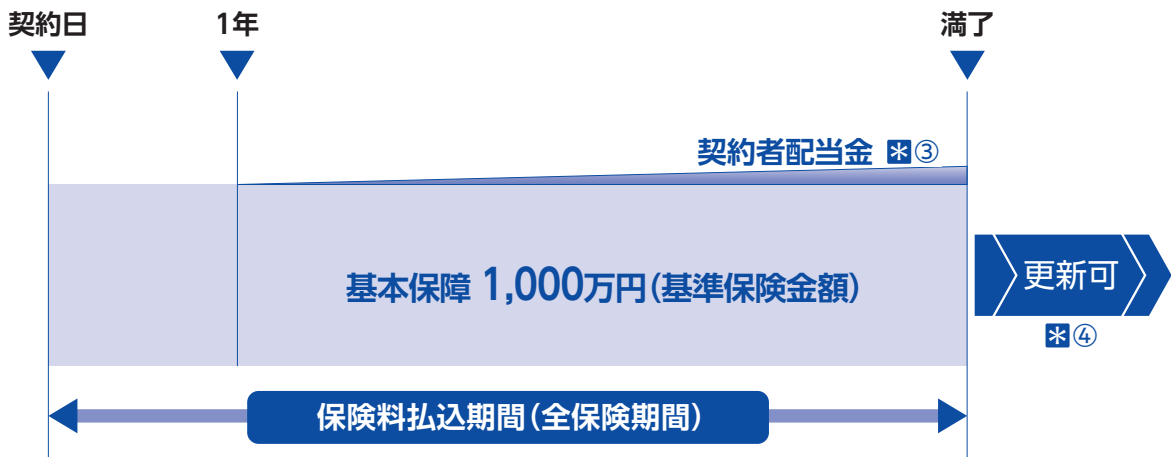 契約日
1年
満了
契約者配当金 *③
基本保障 1,000万円(基準保険金額)
更新可
*④
保険料払込期間(全保険期間)